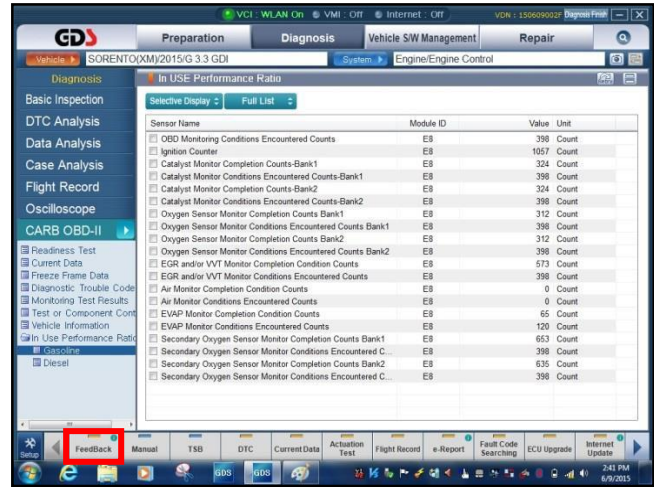 VCI : WLAN On VMI : Off Internet : Off VDN : 150609002F Diagnosis Finish
GDS Preparation Diagnosis Vehicle S/W Management Repair
Vehicle SORENTO(XM)/2015/G 3.3 GDI System Engine/Engine Control
Diagnosis
Basic Inspection
DTC Analysis
Data Analysis
Case Analysis
Flight Record
Oscilloscope
CARB OBD-II
Readiness Test
Current Data
Freeze Frame Data
Diagnostic Trouble Code
Monitoring Test Results
Test or Component Cont
Vehicle Information
In Use Performance Ratio
Gasoline
Diesel
In USE Performance Ratio
Selective Display Full List
Sensor Name Module ID Value Unit
OBD Monitoring Conditions Encountered Counts E8 398 Count
Ignition Counter E8 1057 Count
Catalyst Monitor Completion Counts-Bank1 E8 324 Count
Catalyst Monitor Conditions Encountered Counts-Bank1 E8 398 Count
Catalyst Monitor Completion Counts-Bank2 E8 324 Count
Catalyst Monitor Conditions Encountered Counts-Bank2 E8 398 Count
Oxygen Sensor Monitor Completion Counts Bank1 E8 312 Count
Oxygen Sensor Monitor Conditions Encountered Counts Bank1 E8 398 Count
Oxygen Sensor Monitor Completion Counts Bank2 E8 312 Count
Oxygen Sensor Monitor Conditions Encountered Counts Bank2 E8 398 Count
EGR and/or VVT Monitor Completion Condition Counts E8 573 Count
EGR and/or VVT Monitor Conditions Encountered Counts E8 398 Count
Air Monitor Completion Condition Counts E8 0 Count
Air Monitor Conditions Encountered Counts E8 0 Count
EVAP Monitor Completion Condition Counts E8 65 Count
EVAP Monitor Conditions Encountered Counts E8 120 Count
Secondary Oxygen Sensor Monitor Completion Counts Bank1 E8 653 Count
Secondary Oxygen Sensor Monitor Conditions Encountered C... E8 398 Count
Secondary Oxygen Sensor Monitor Completion Counts Bank2 E8 635 Count
Secondary Oxygen Sensor Monitor Conditions Encountered C... E8 398 Count
Setup FeedBack Manual TSB DTC Current Data Actuation Test Flight Record e-Report Fault Code Searching ECU Upgrade Internet Update
GDS GDS
2:41 PM
6/9/2015